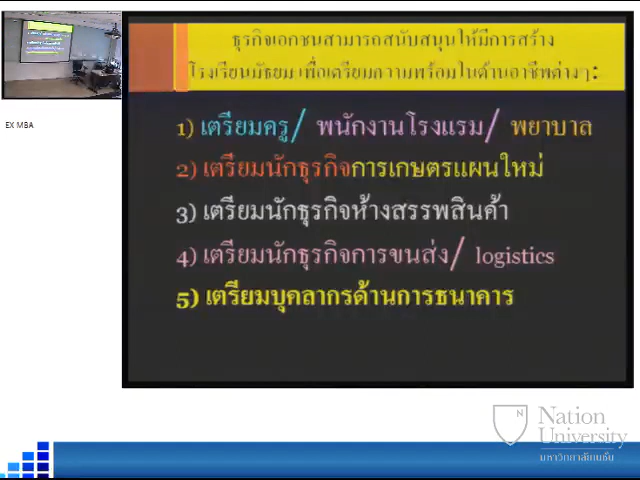 ธุรกิจเอกชนสามารถสนับสนุนให้มีการสร้าง
โรงเรียนมัธยม เพื่อเตรียมความพร้อมในด้านอาชีพต่างๆ:
EX MBA
1) เตรียมครู/ พนักงานโรงแรม/ พยาบาล
2) เตรียมนักธุรกิจการเกษตรแผนใหม่
3) เตรียมนักธุรกิจห้างสรรพสินค้า
4) เตรียมนักธุรกิจการขนส่ง/ logistics
5) เตรียมบุคลากรด้านการธนาคาร
N
Nation
University
มหาวิทยาลัยเนชั่น